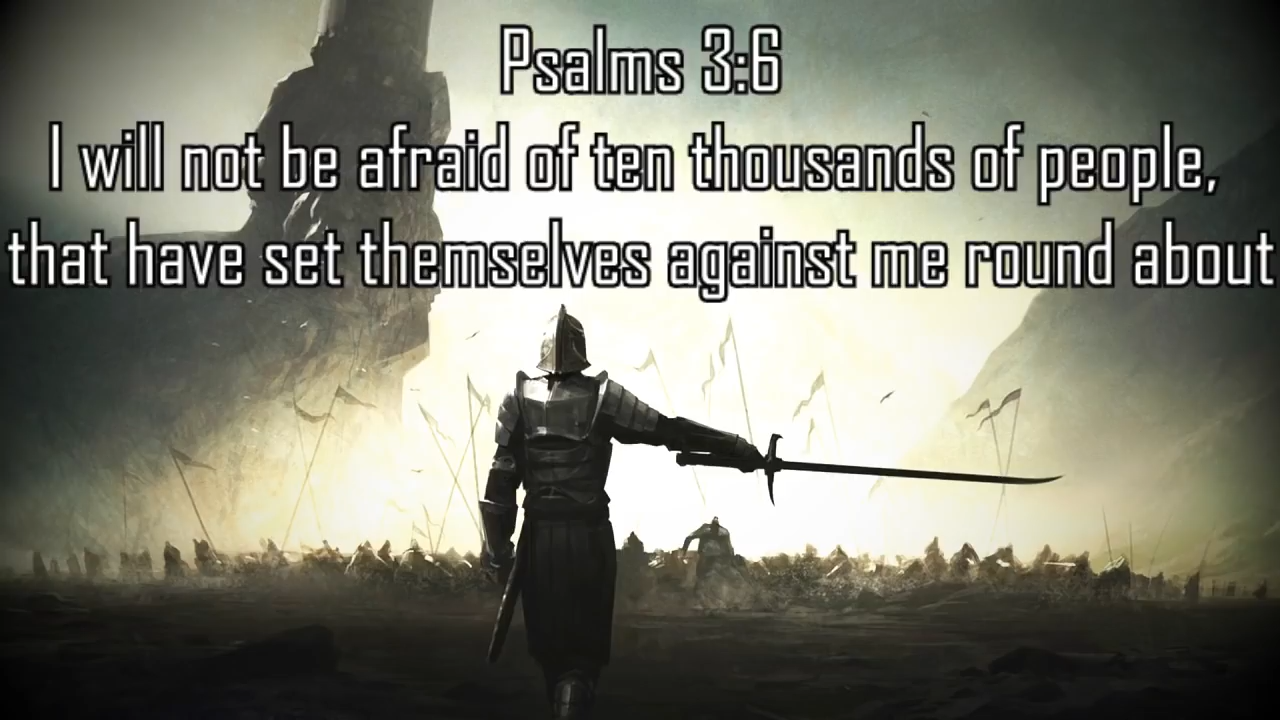 Psalms 3:6
I will not be afraid of ten thousands of people,
that have set themselves against me round about